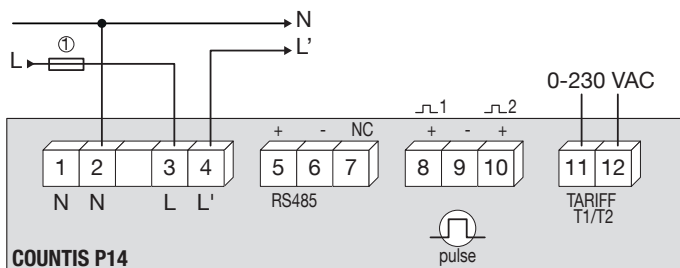 N
L'
L ①
0-230 VAC
1 2
+ - NC + - +
1 2 3 4 5 6 7 8 9 10 11 12
N N L L' RS485 TARIFF
T1/T2
COUNTIS P14 pulse